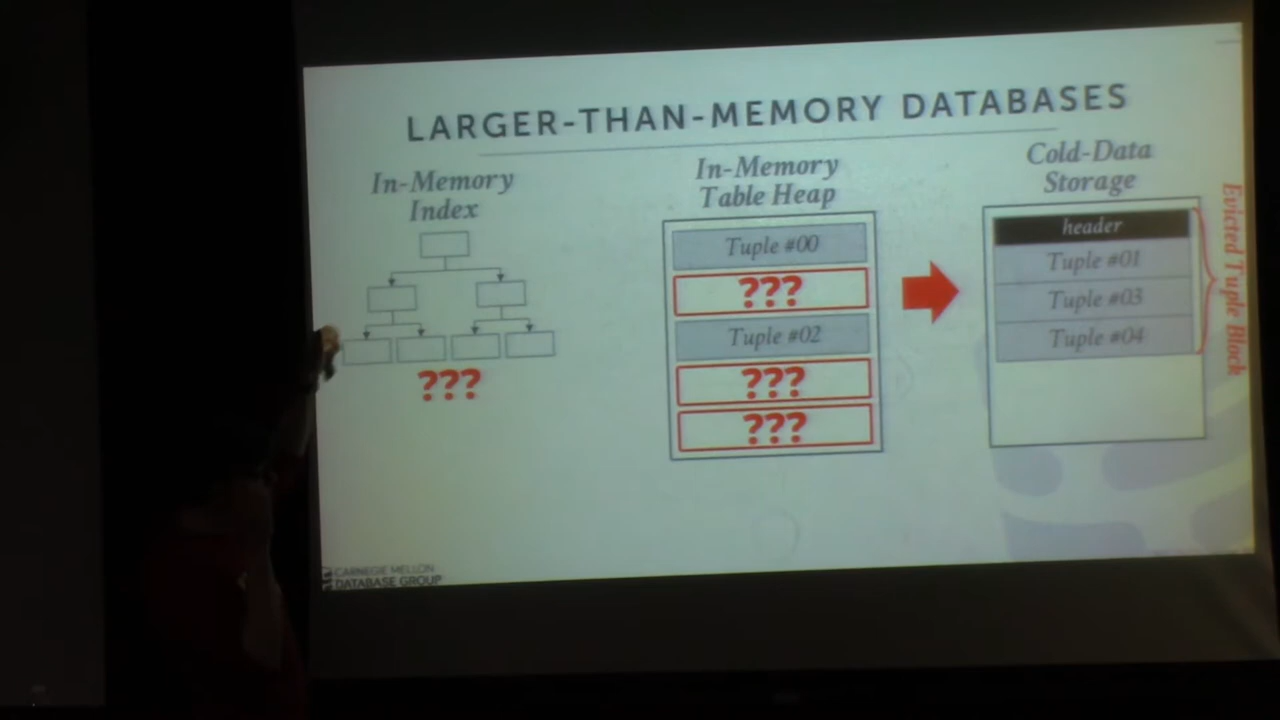 LARGER-THAN-MEMORY DATABASES
In-Memory
Index
???
In-Memory
Table Heap
Tuple #00
???
Tuple #02
???
???
Cold-Data
Storage
header
Tuple #01
Tuple #03
Tuple #04
Evicted Tuple Block
CARNEGIE MELLON
DATABASE GROUP